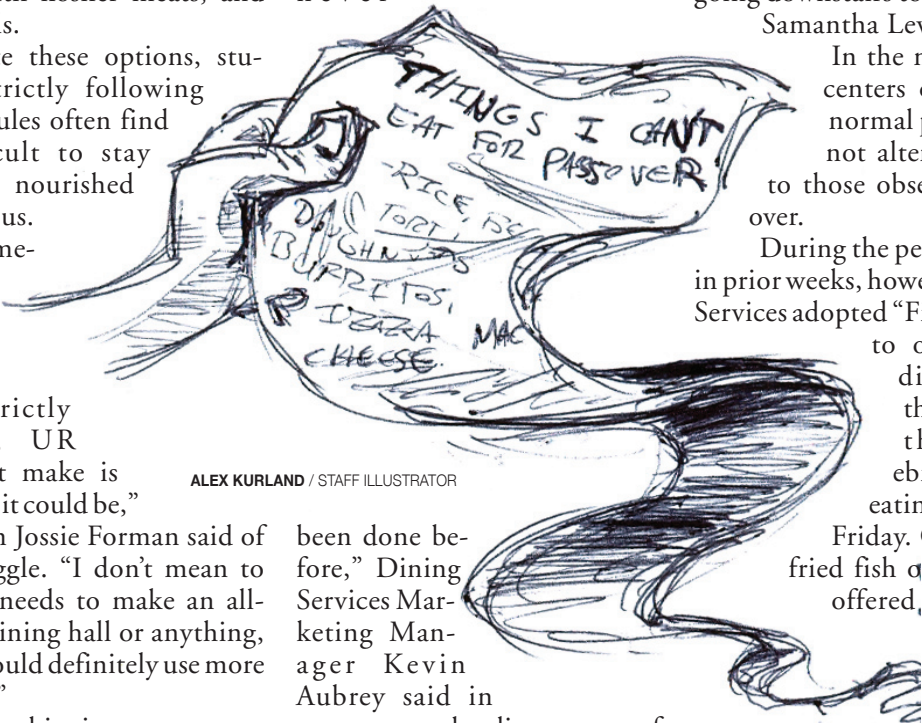 s.
e these options, stu-
trictly following
ules often find
cult to stay
nourished
us.
me-
rictly
UR
t make is
it could be,”
n Jossie Forman said of
ggle. “I don’t mean to
needs to make an all-
ining hall or anything,
ould definitely use more
”
THINGS I CAN'T
EAT FOR PASSOVER
- RICE,
TORT
DOUGHNUTS
BURRITOS,
PIZZA MAC
CHEESE
ALEX KURLAND / STAFF ILLUSTRATOR
been done be-
fore,” Dining
Services Mar-
keting Man-
ager Kevin
Aubrey said in
Samantha Lev
In the
centers
normal
not alte
to those obse
over.
During the pe
in prior weeks, howe
Services adopted “F
to o
di
th
th
eb
eatin
Friday.
fried fish o
offered,